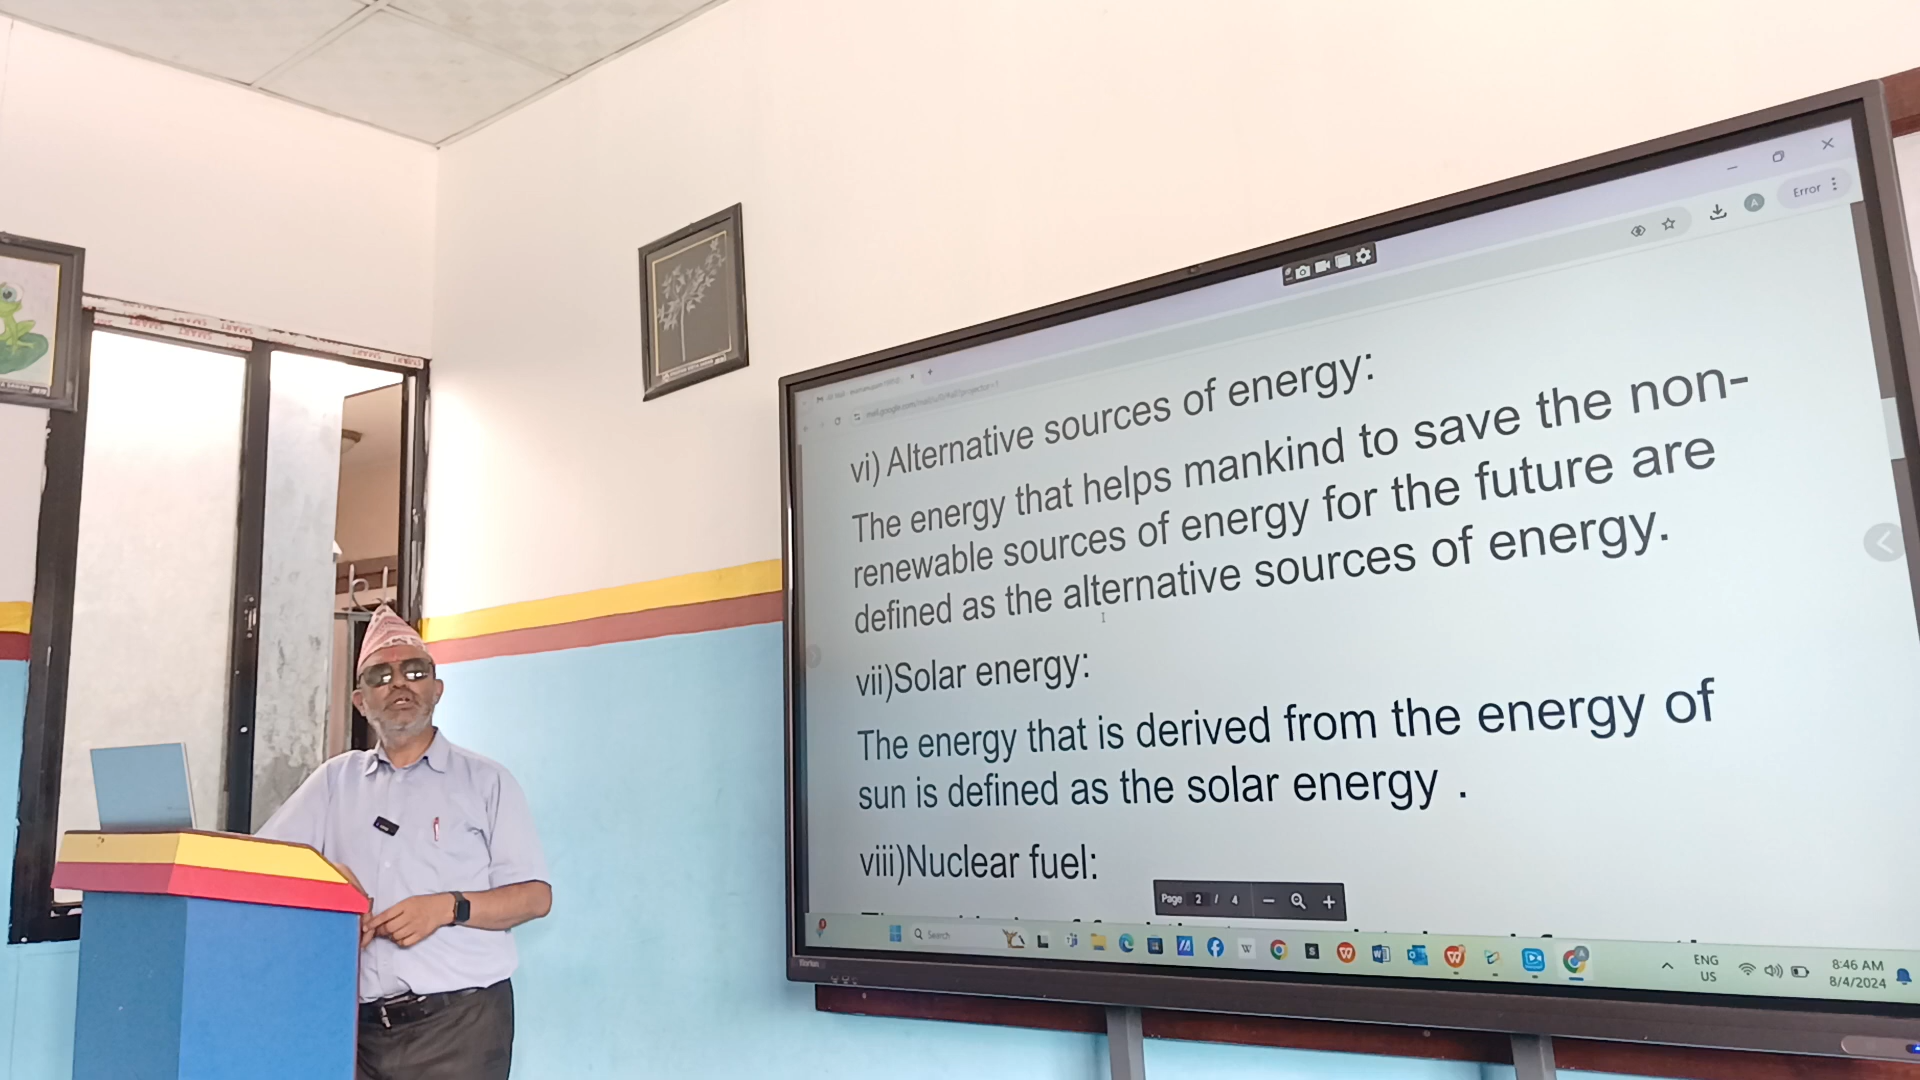 Error
vi) Alternative sources of energy:
The energy that helps mankind to save the non-
renewable sources of energy for the future are
defined as the alternative sources of energy.
vii)Solar energy:
The energy that is derived from the energy of
sun is defined as the solar energy .
viii)Nuclear fuel:
Page 2 / 4
Search
ENG
US
8:46 AM
8/4/2024